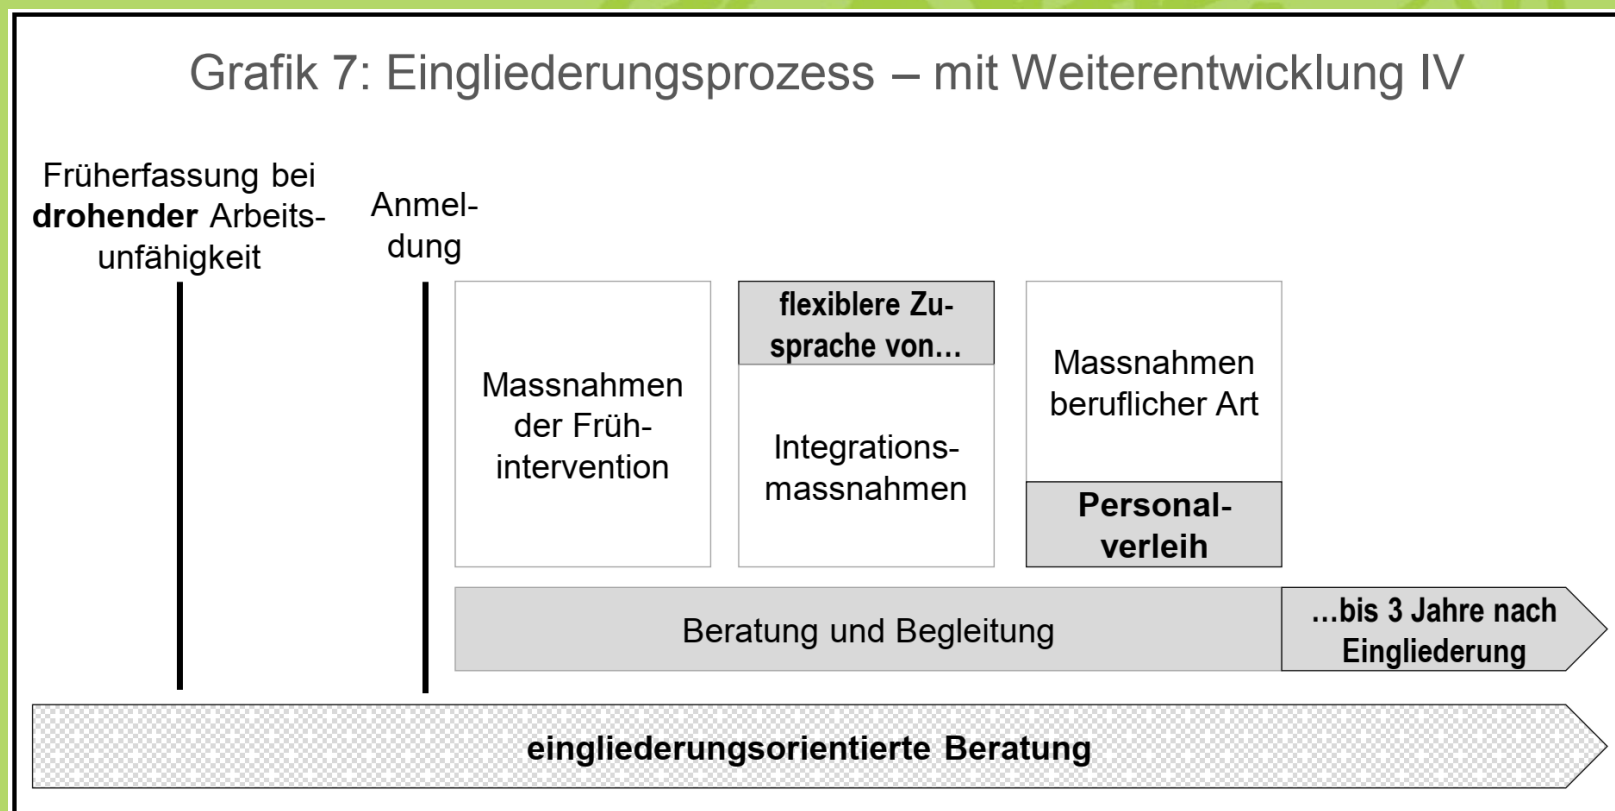 Grafik 7: Eingliederungsprozess – mit Weiterentwicklung IV
Früherfassung bei
drohender Arbeits-
unfähigkeit
Anmel-
dung
Massnahmen
der Früh-
intervention
flexiblere Zu-
sprache von...
Integrations-
massnahmen
Massnahmen
beruflicher Art
Personal-
verleih
Beratung und Begleitung
...bis 3 Jahre nach
Eingliederung
eingliederungsorientierte Beratung